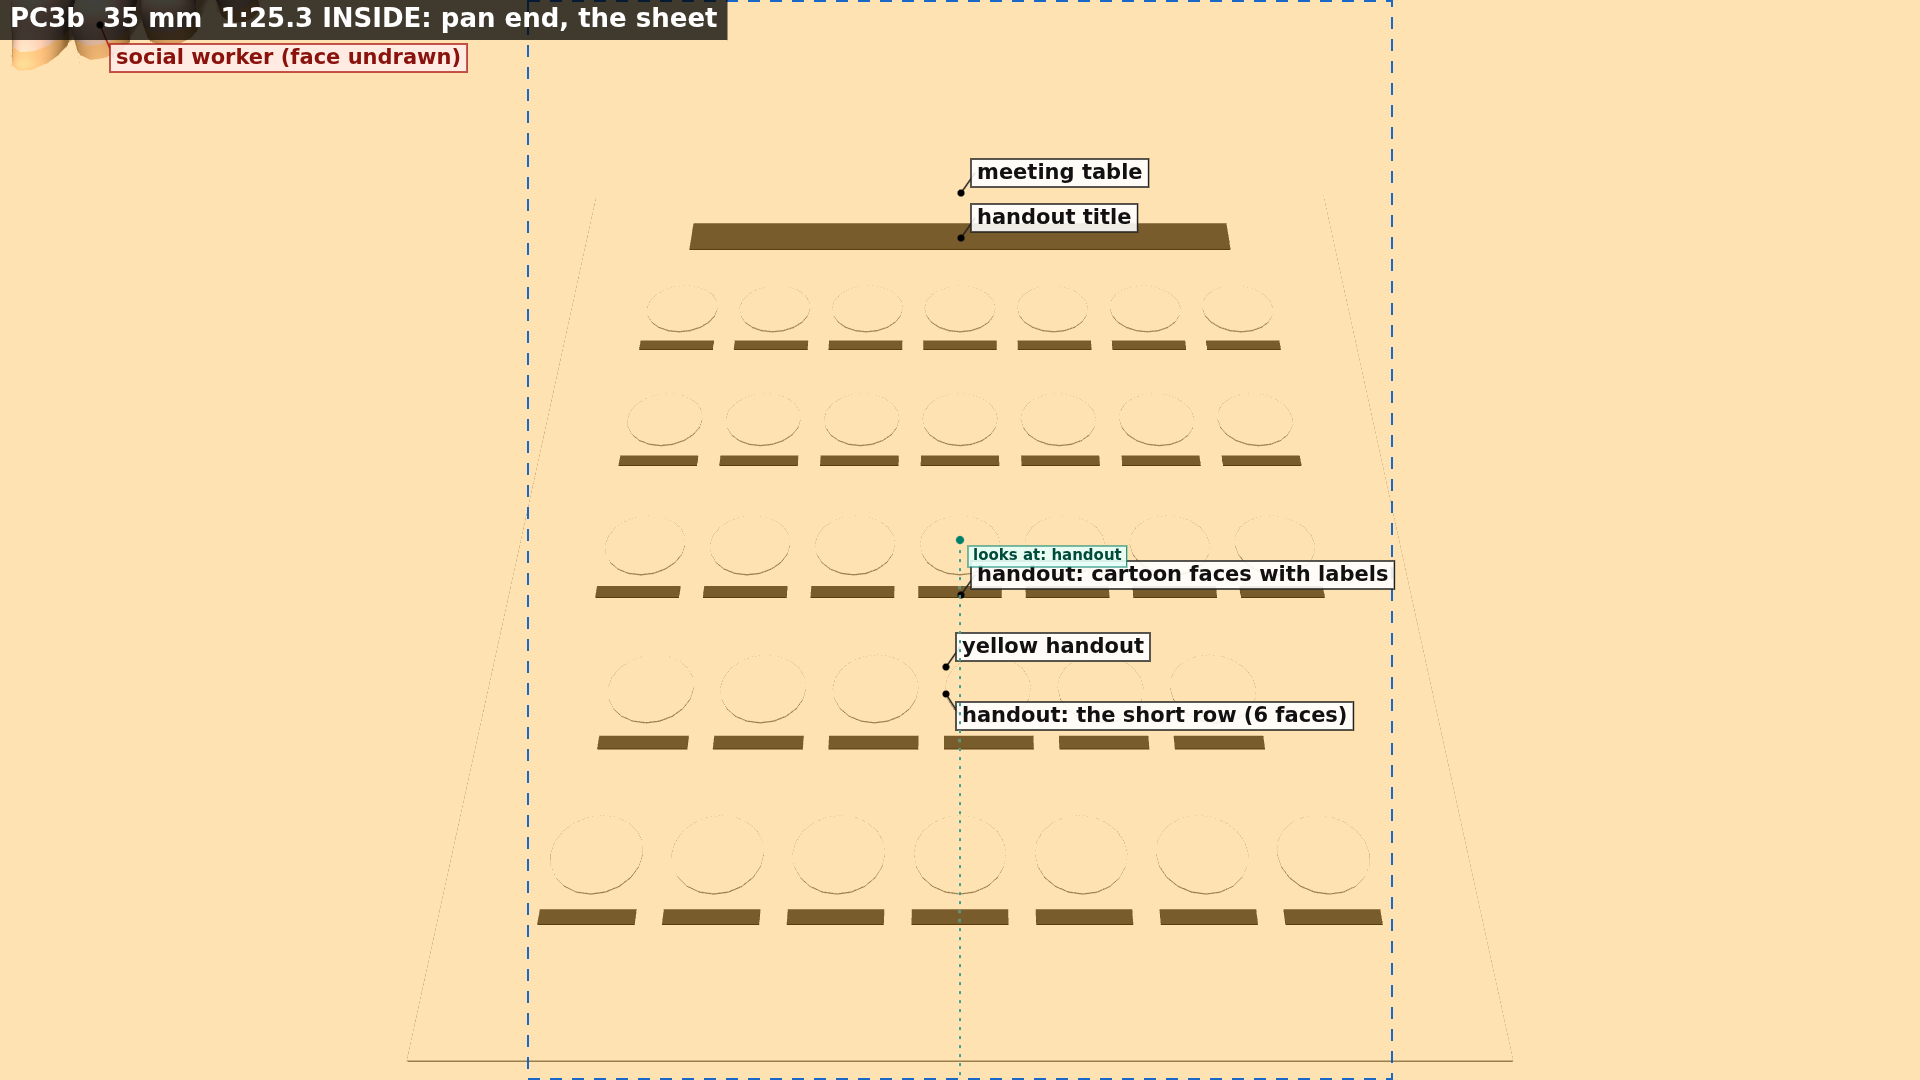 PC3b 35 mm 1:25.3 INSIDE: pan end, the sheet
social worker (face undrawn)
meeting table
handout title
looks at: handout
handout: cartoon faces with labels
yellow handout
handout: the short row (6 faces)